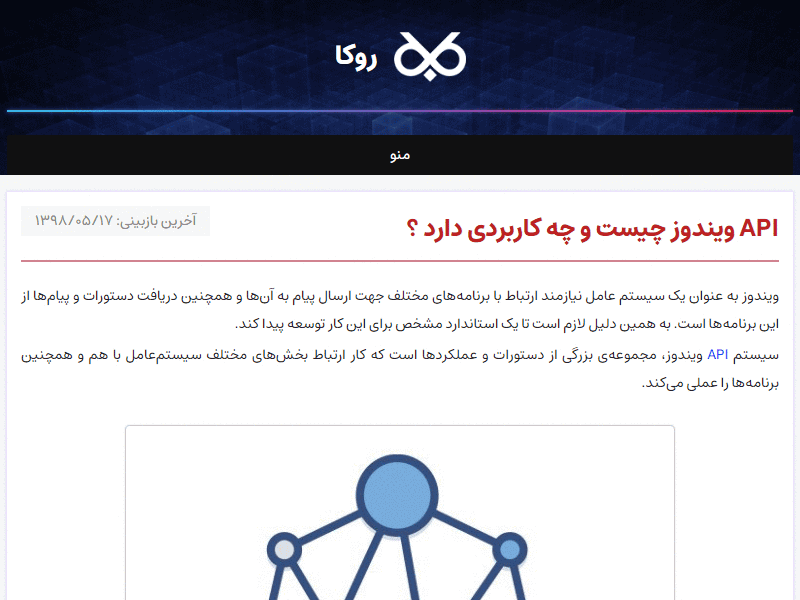 روکا
منو
API ویندوز چیست و چه کاربردی دارد ؟
آخرین بازبینی: ۱۳۹۸/۰۵/۱۷
ویندوز به عنوان یک سیستم عامل نیازمند ارتباط با برنامه‌های مختلف جهت ارسال پیام به آن‌ها و همچنین دریافت دستورات و پیام‌ها از
این برنامه‌ها است. به همین دلیل لازم است تا یک استاندارد مشخص برای این کار توسعه پیدا کند.
سیستم API ویندوز، مجموعه‌ی بزرگی از دستورات و عملکردها است که کار ارتباط بخش‌های مختلف سیستم‌عامل با هم و همچنین
برنامه‌ها را عملی می‌کند.